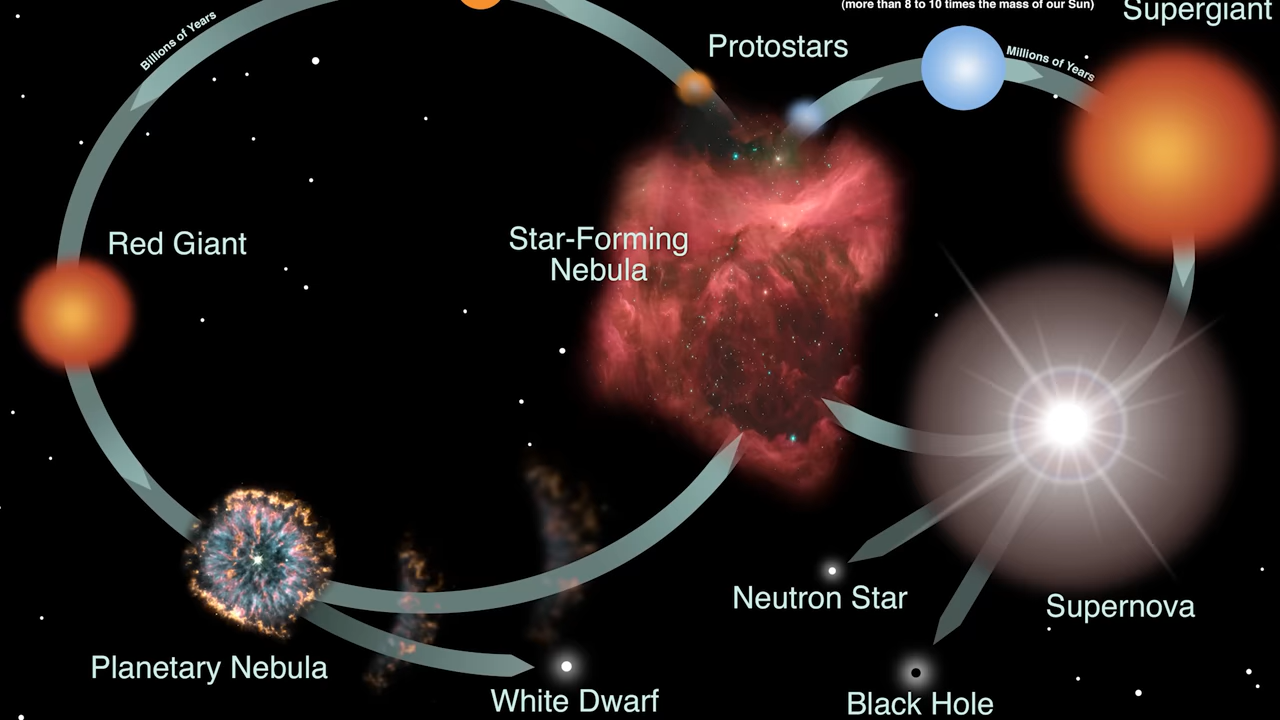 (more than 8 to 10 times the mass of our Sun)
Supergiant
Protostars
Billions of Years
Millions of Years
Red Giant
Star-Forming
Nebula
Neutron Star
Supernova
Planetary Nebula
White Dwarf
Black Hole